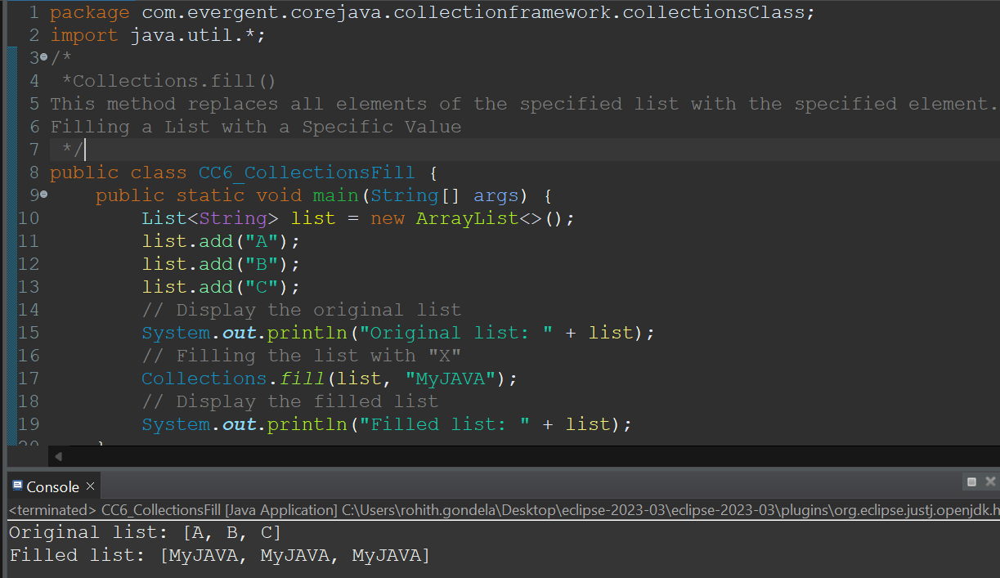 1 package com.evergent.corejava.collectionframework.collectionsClass;
2 import java.util.*;
3 /*
4  *Collections.fill()
5 This method replaces all elements of the specified list with the specified element.
6 Filling a List with a Specific Value
7  */
8 public class CC6_CollectionsFill {
9     public static void main(String[] args) {
10         List<String> list = new ArrayList<>();
11         list.add("A");
12         list.add("B");
13         list.add("C");
14         // Display the original list
15         System.out.println("Original list: " + list);
16         // Filling the list with "X"
17         Collections.fill(list, "MyJAVA");
18         // Display the filled list
19         System.out.println("Filled list: " + list);
20     }
Console
<terminated> CC6_CollectionsFill [Java Application] C:\Users\rohith.gondela\Desktop\eclipse-2023-03\eclipse-2023-03\plugins\org.eclipse.justj.openjdk.h
Original list: [A, B, C]
Filled list: [MyJAVA, MyJAVA, MyJAVA]